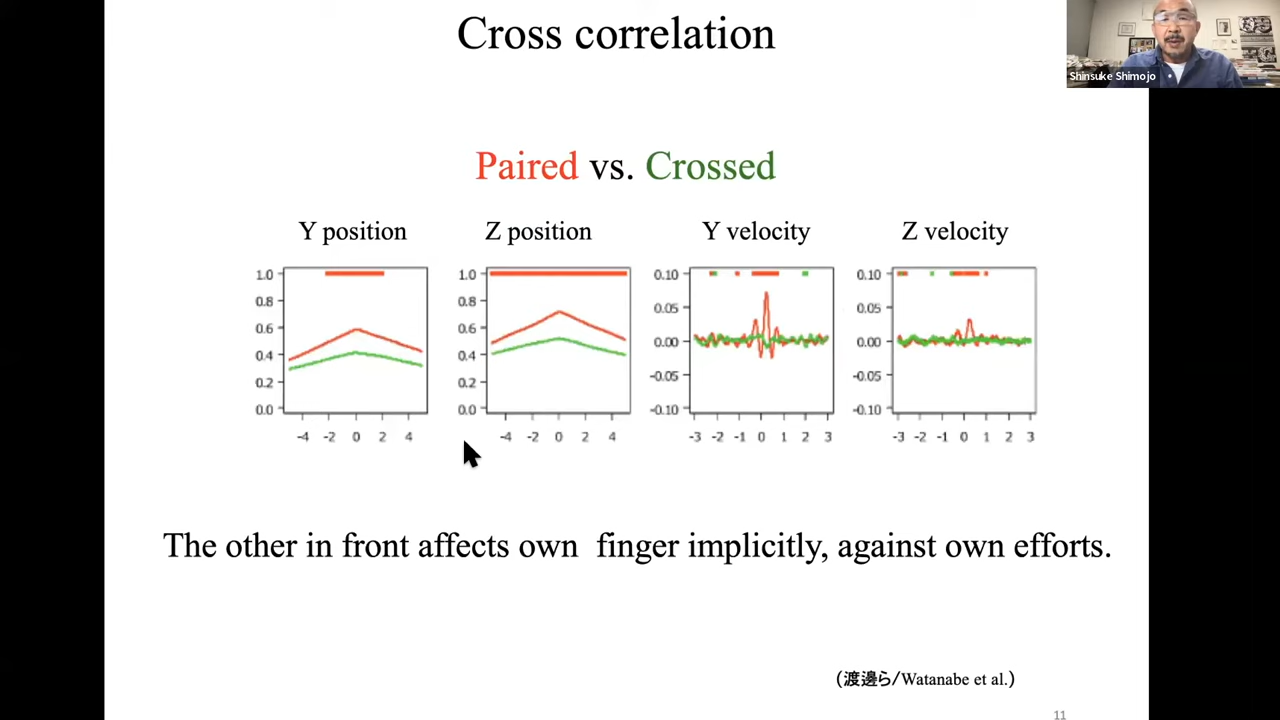 Cross correlation
Shinsuke Shimojo
Paired vs. Crossed
Y position Z position Y velocity Z velocity
1.0 1.0 0.10 0.10
0.8 0.8 0.05 0.05
0.6 0.6 0.00 0.00
0.4 0.4 -0.05 -0.05
0.2 0.2 -0.10 -0.10
0.0 0.0
-4 -2 0 2 4 -4 -2 0 2 4 -3 -2 -1 0 1 2 3 -3 -2 -1 0 1 2 3
The other in front affects own finger implicitly, against own efforts.
(渡邊ら/Watanabe et al.)
11